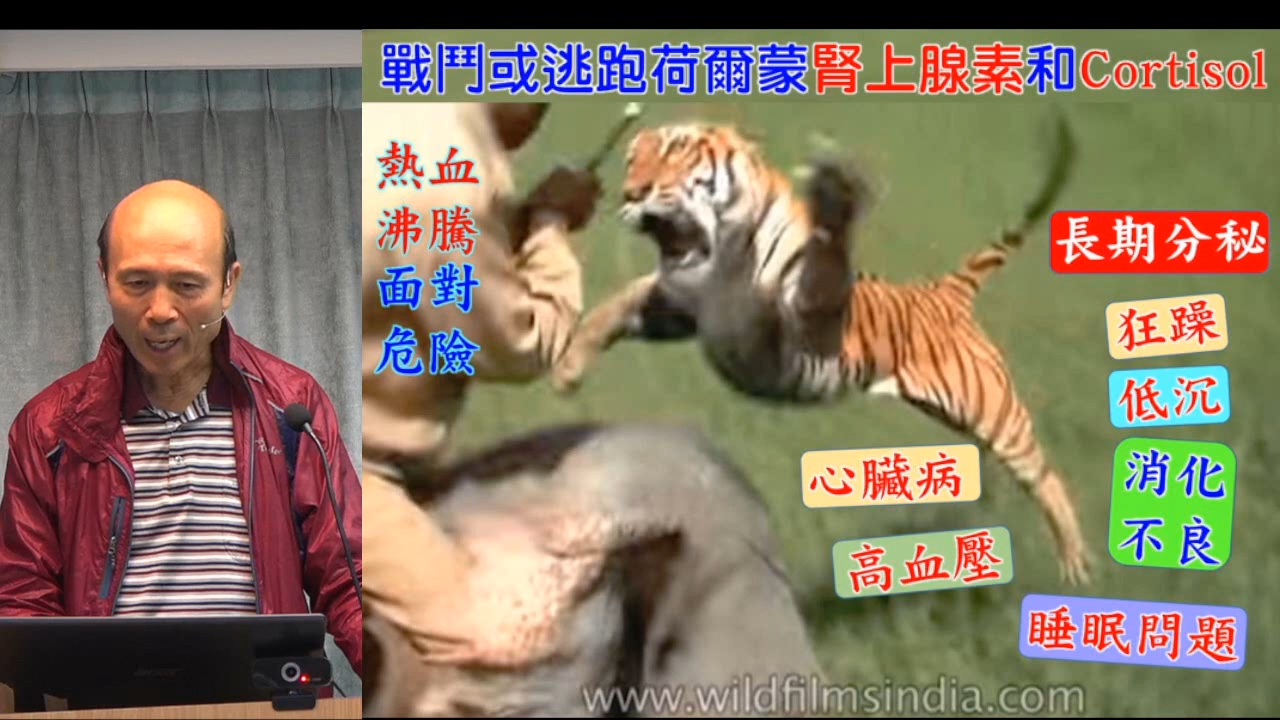 戰鬥或逃跑荷爾蒙腎上腺素和Cortisol
熱血
沸騰
面對
危險
長期分秘
狂躁
低沉
心臟病
消化
不良
高血壓
睡眠問題
www.wildfilmsindia.com